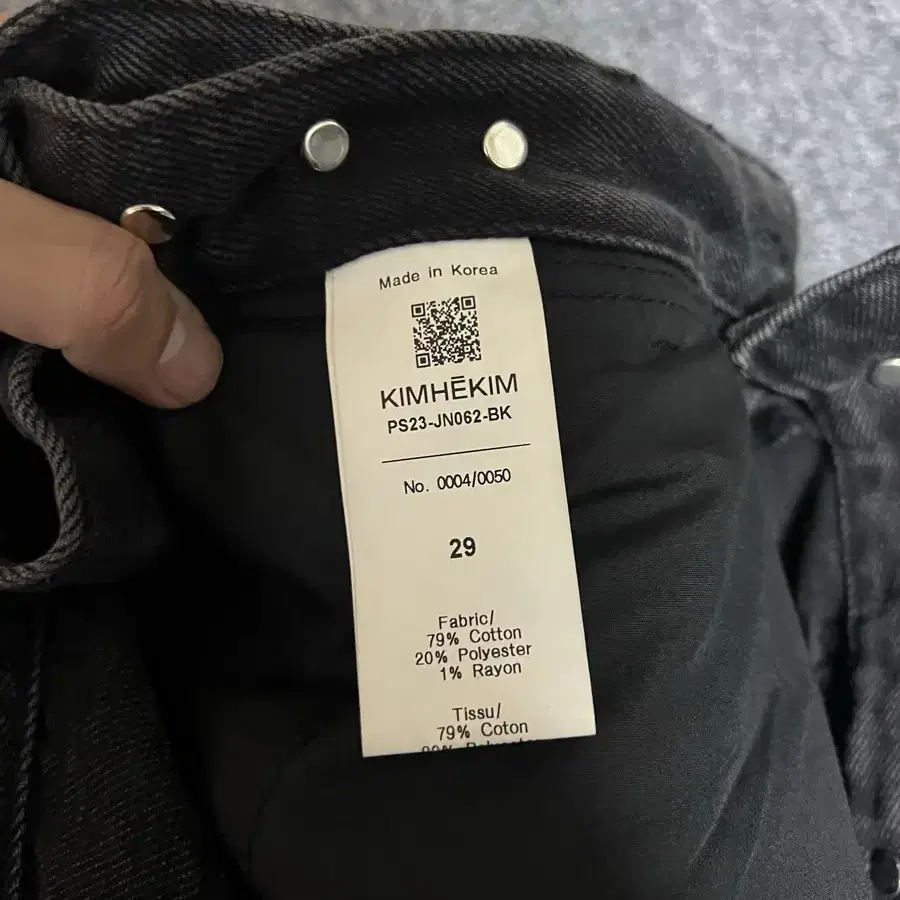 Made in Korea
KIMHĒKIM
PS23-JN062-BK
No. 0004/0050
29
Fabric/
79% Cotton
20% Polyester
1% Rayon
Tissu/
79% Coton